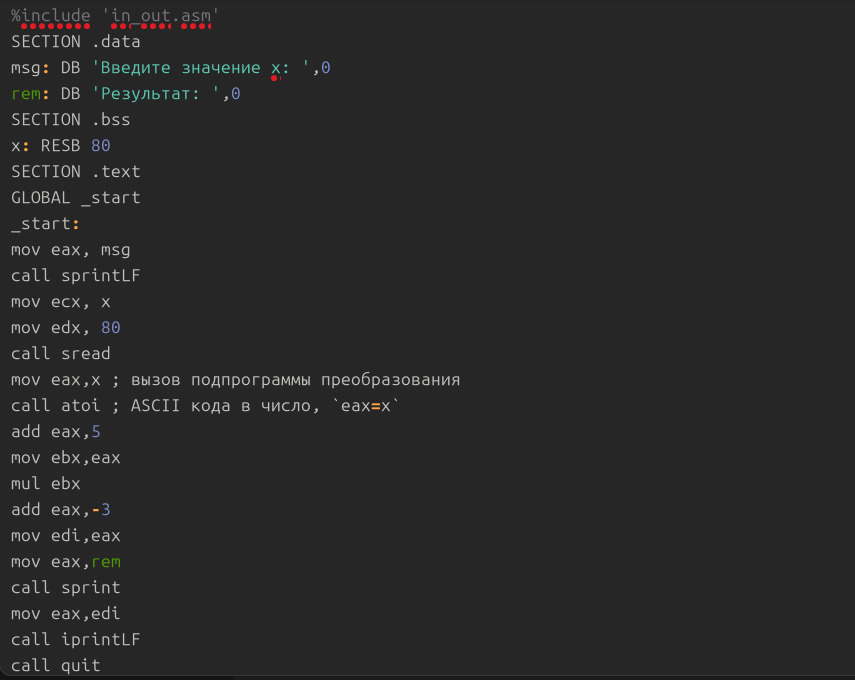 %include 'in_out.asm'
SECTION .data
msg: DB 'Введите значение x: ',0
rem: DB 'Результат: ',0
SECTION .bss
x: RESB 80
SECTION .text
GLOBAL _start
_start:
mov eax, msg
call sprintLF
mov ecx, x
mov edx, 80
call sread
mov eax,x ; вызов подпрограммы преобразования
call atoi ; ASCII кода в число, `eax=x`
add eax,5
mov ebx,eax
mul ebx
add eax,-3
mov edi,eax
mov eax,rem
call sprint
mov eax,edi
call iprintLF
call quit